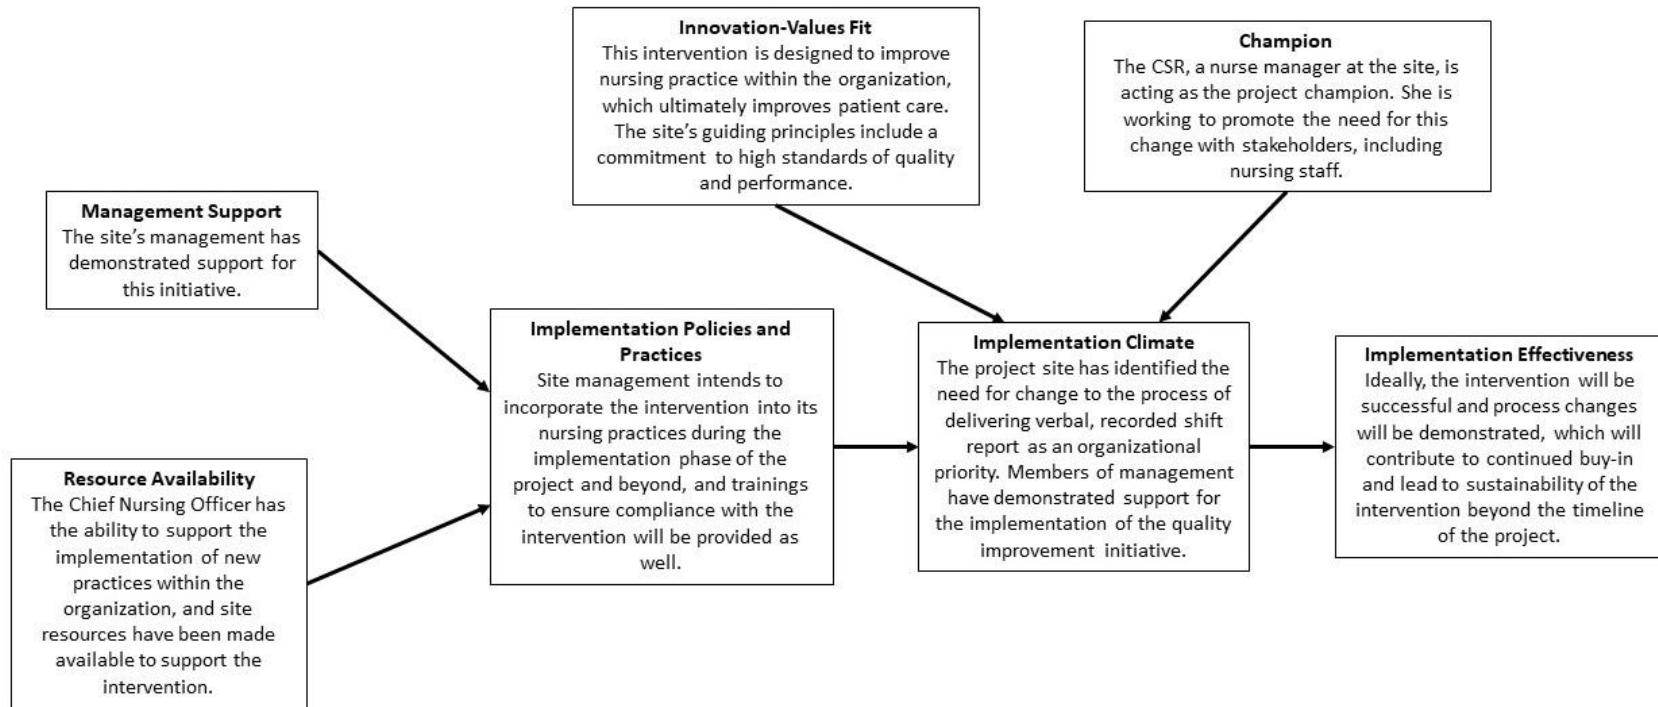 Innovation-Values Fit
This intervention is designed to improve
nursing practice within the organization,
which ultimately improves patient care.
The site's guiding principles include a
commitment to high standards of quality
and performance.
Champion
The CSR, a nurse manager at the site, is
acting as the project champion. She is
working to promote the need for this
change with stakeholders, including
nursing staff.
Management Support
The site's management has
demonstrated support for
this initiative.
Resource Availability
The Chief Nursing Officer has
the ability to support the
implementation of new
practices within the
organization, and site
resources have been made
available to support the
intervention.
Implementation Policies and
Practices
Site management intends to
incorporate the intervention into its
nursing practices during the
implementation phase of the
project and beyond, and trainings
to ensure compliance with the
intervention will be provided as
well.
Implementation Climate
The project site has identified the
need for change to the process of
delivering verbal, recorded shift
report as an organizational
priority. Members of management
have demonstrated support for
the implementation of the quality
improvement initiative.
Implementation Effectiveness
Ideally, the intervention will be
successful and process changes
will be demonstrated, which will
contribute to continued buy-in
and lead to sustainability of the
intervention beyond the timeline
of the project.